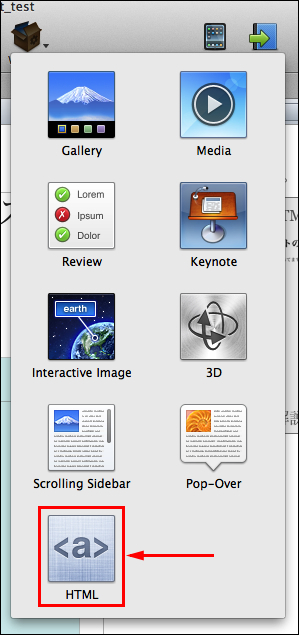 t_test
Gallery
Media
Lorem
Ipsum
Dolor
Review
Keynote
earth
Interactive Image
3D
Scrolling Sidebar
Pop-Over
<a>
HTML